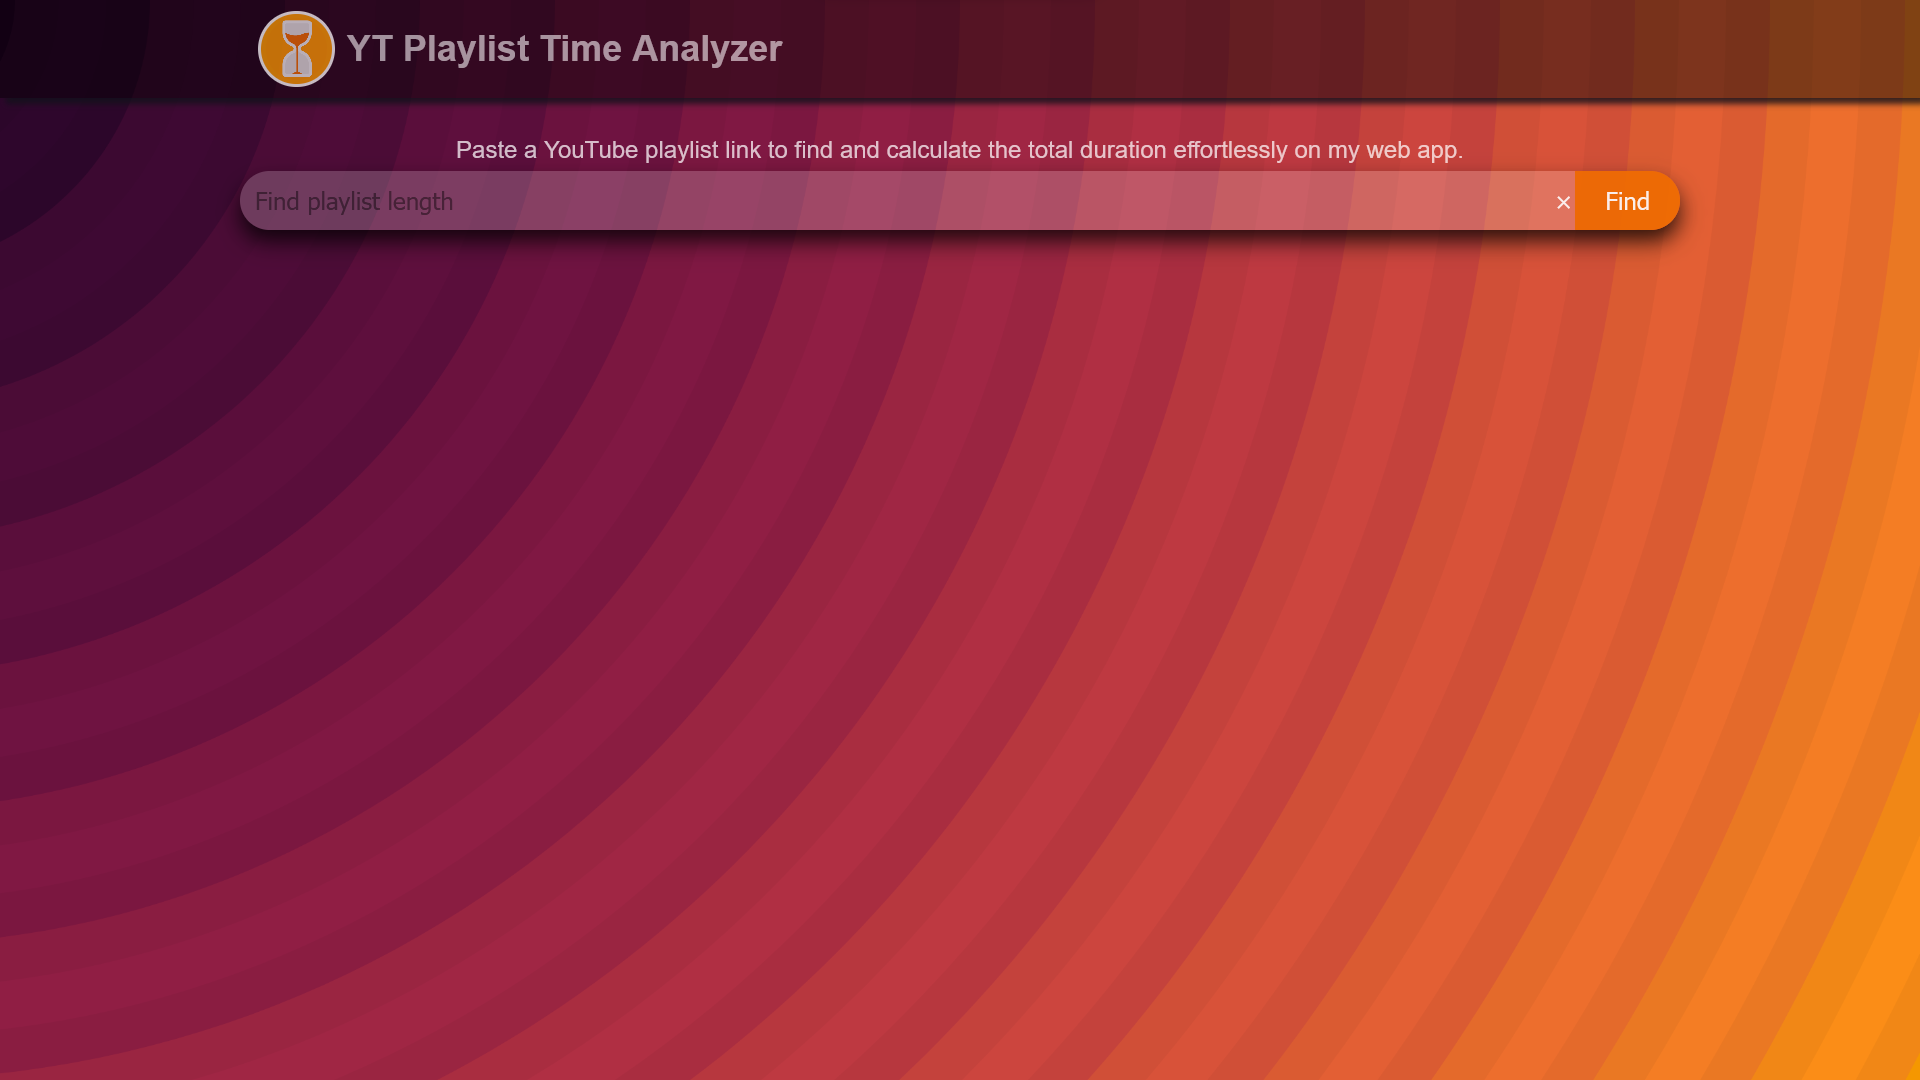 YT Playlist Time Analyzer
Paste a YouTube playlist link to find and calculate the total duration effortlessly on my web app.
Find playlist length × Find